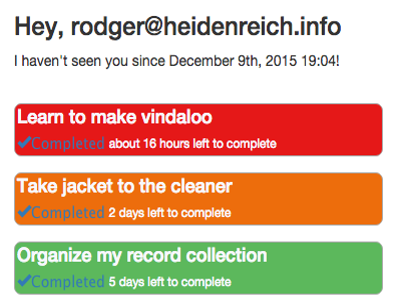 Hey, rodger@heidenreich.info
I haven't seen you since December 9th, 2015 19:04!
Learn to make vindaloo
✔Completed about 16 hours left to complete
Take jacket to the cleaner
✔Completed 2 days left to complete
Organize my record collection
✔Completed 5 days left to complete